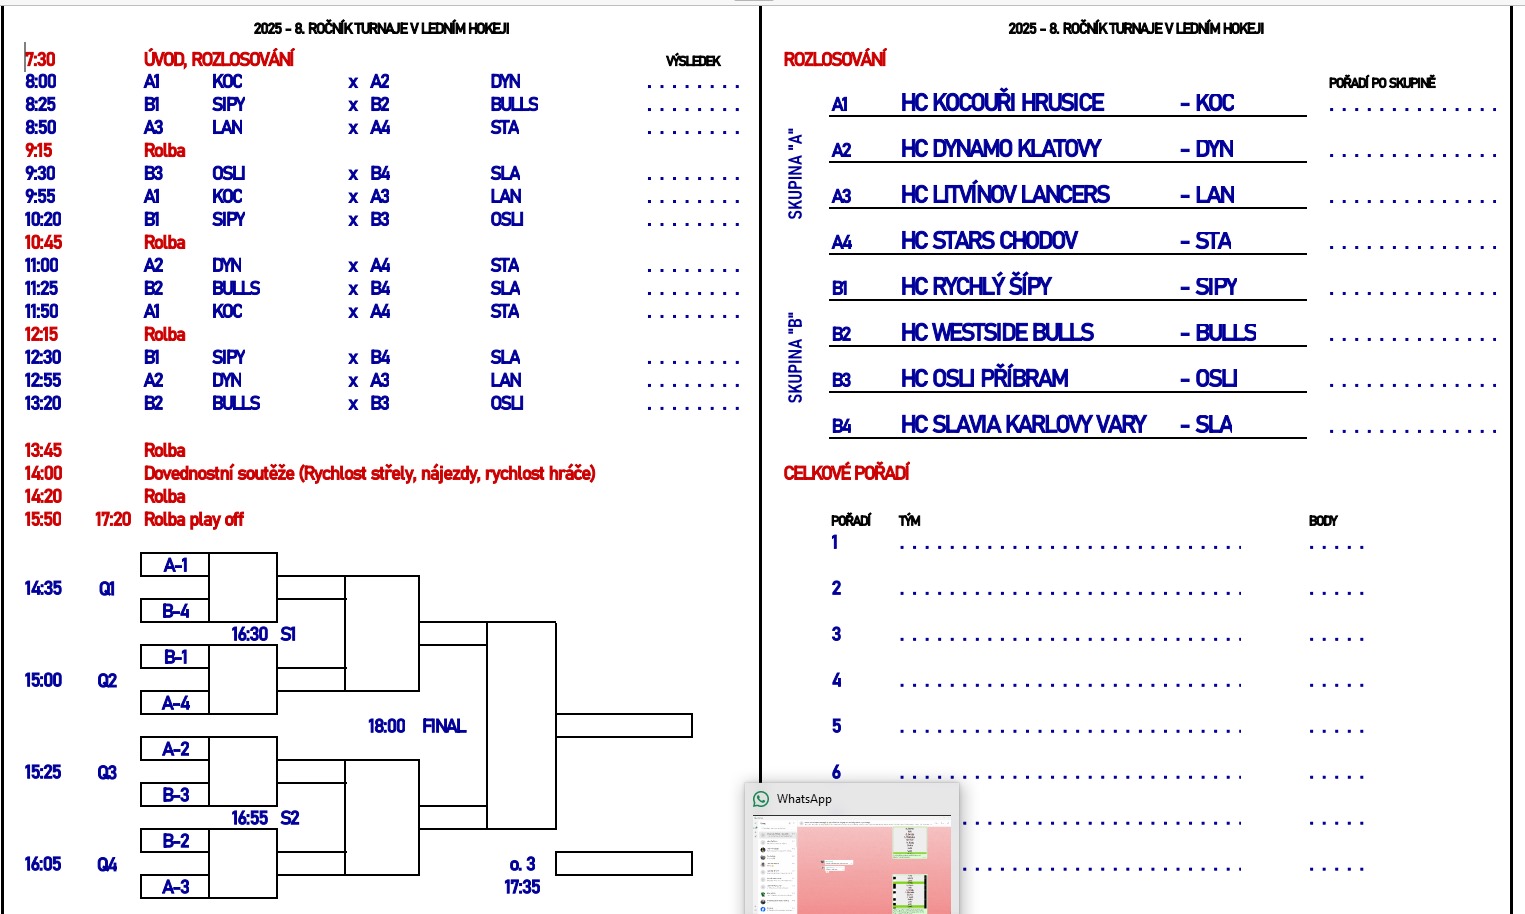 2025 – 8. ROČNÍK TURNAJE V LEDNÍM HOKEJI
7:30 ÚVOD, ROZLOSOVÁNÍ VÝSLEDEK
8:00 A1 KOC x A2 DYN . . . . . . . .
8:25 B1 SIPY x B2 BULLS . . . . . . . .
8:50 A3 LAN x A4 STA . . . . . . . .
9:15 Rolba
9:30 B3 OSLI x B4 SLA . . . . . . . .
9:55 A1 KOC x A3 LAN . . . . . . . .
10:20 B1 SIPY x B3 OSLI . . . . . . . .
10:45 Rolba
11:00 A2 DYN x A4 STA . . . . . . . .
11:25 B2 BULLS x B4 SLA . . . . . . . .
11:50 A1 KOC x A4 STA . . . . . . . .
12:15 Rolba
12:30 B1 SIPY x B4 SLA . . . . . . . .
12:55 A2 DYN x A3 LAN . . . . . . . .
13:20 B2 BULLS x B3 OSLI . . . . . . . .
13:45 Rolba
14:00 Dovednostní soutěže (Rychlost střely, nájezdy, rychlost hráče)
14:20 Rolba
15:50 17:20 Rolba play off
A-1
14:35 Q1
B-4
16:30 S1
B-1
15:00 Q2
A-4
18:00 FINAL
A-2
15:25 Q3
B-3
16:55 S2
B-2
16:05 Q4 o. 3
A-3 17:35
2025 – 8. ROČNÍK TURNAJE V LEDNÍM HOKEJI
ROZLOSOVÁNÍ
POŘADÍ PO SKUPINĚ
SKUPINA "A"
A1 HC KOCOUŘI HRUSICE – KOC
A2 HC DYNAMO KLATOVY – DYN
A3 HC LITVÍNOV LANCERS – LAN
A4 HC STARS CHODOV – STA
SKUPINA "B"
B1 HC RYCHLÝ ŠÍPY – SIPY
B2 HC WESTSIDE BULLS – BULLS
B3 HC OSLI PŘÍBRAM – OSLI
B4 HC SLAVIA KARLOVY VARY – SLA
CELKOVÉ POŘADÍ
POŘADÍ TÝM BODY
1
2
3
4
5
6
WhatsApp